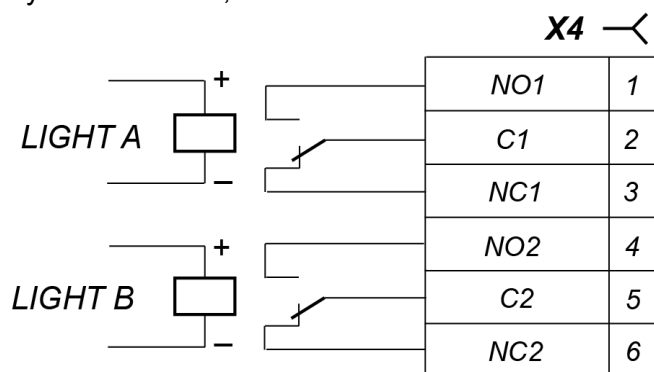 X4
+
NO1 1
LIGHT A
C1 2
–
NC1 3
+
NO2 4
LIGHT B
C2 5
–
NC2 6